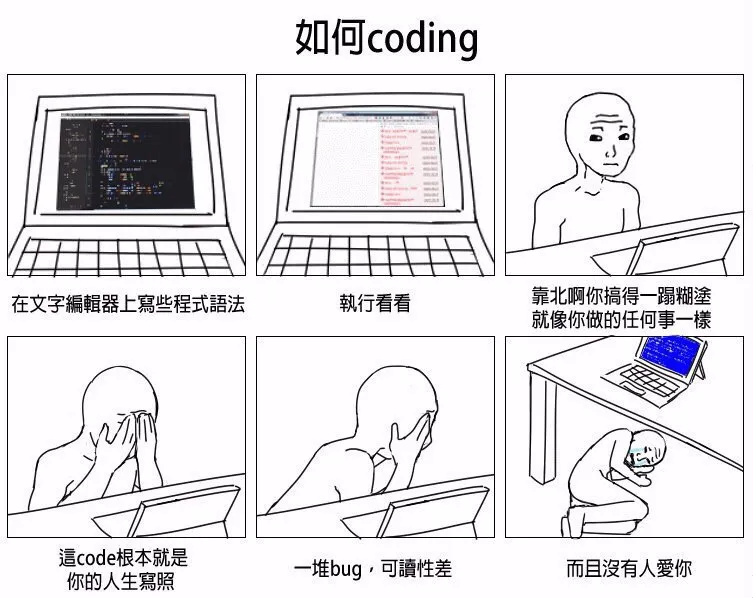 如何coding
在文字編輯器上寫些程式語法
執行看看
靠北啊你搞得一蹋糊塗
就像你做的任何事一樣
這code根本就是
你的人生寫照
一堆bug，可讀性差
而且沒有人愛你